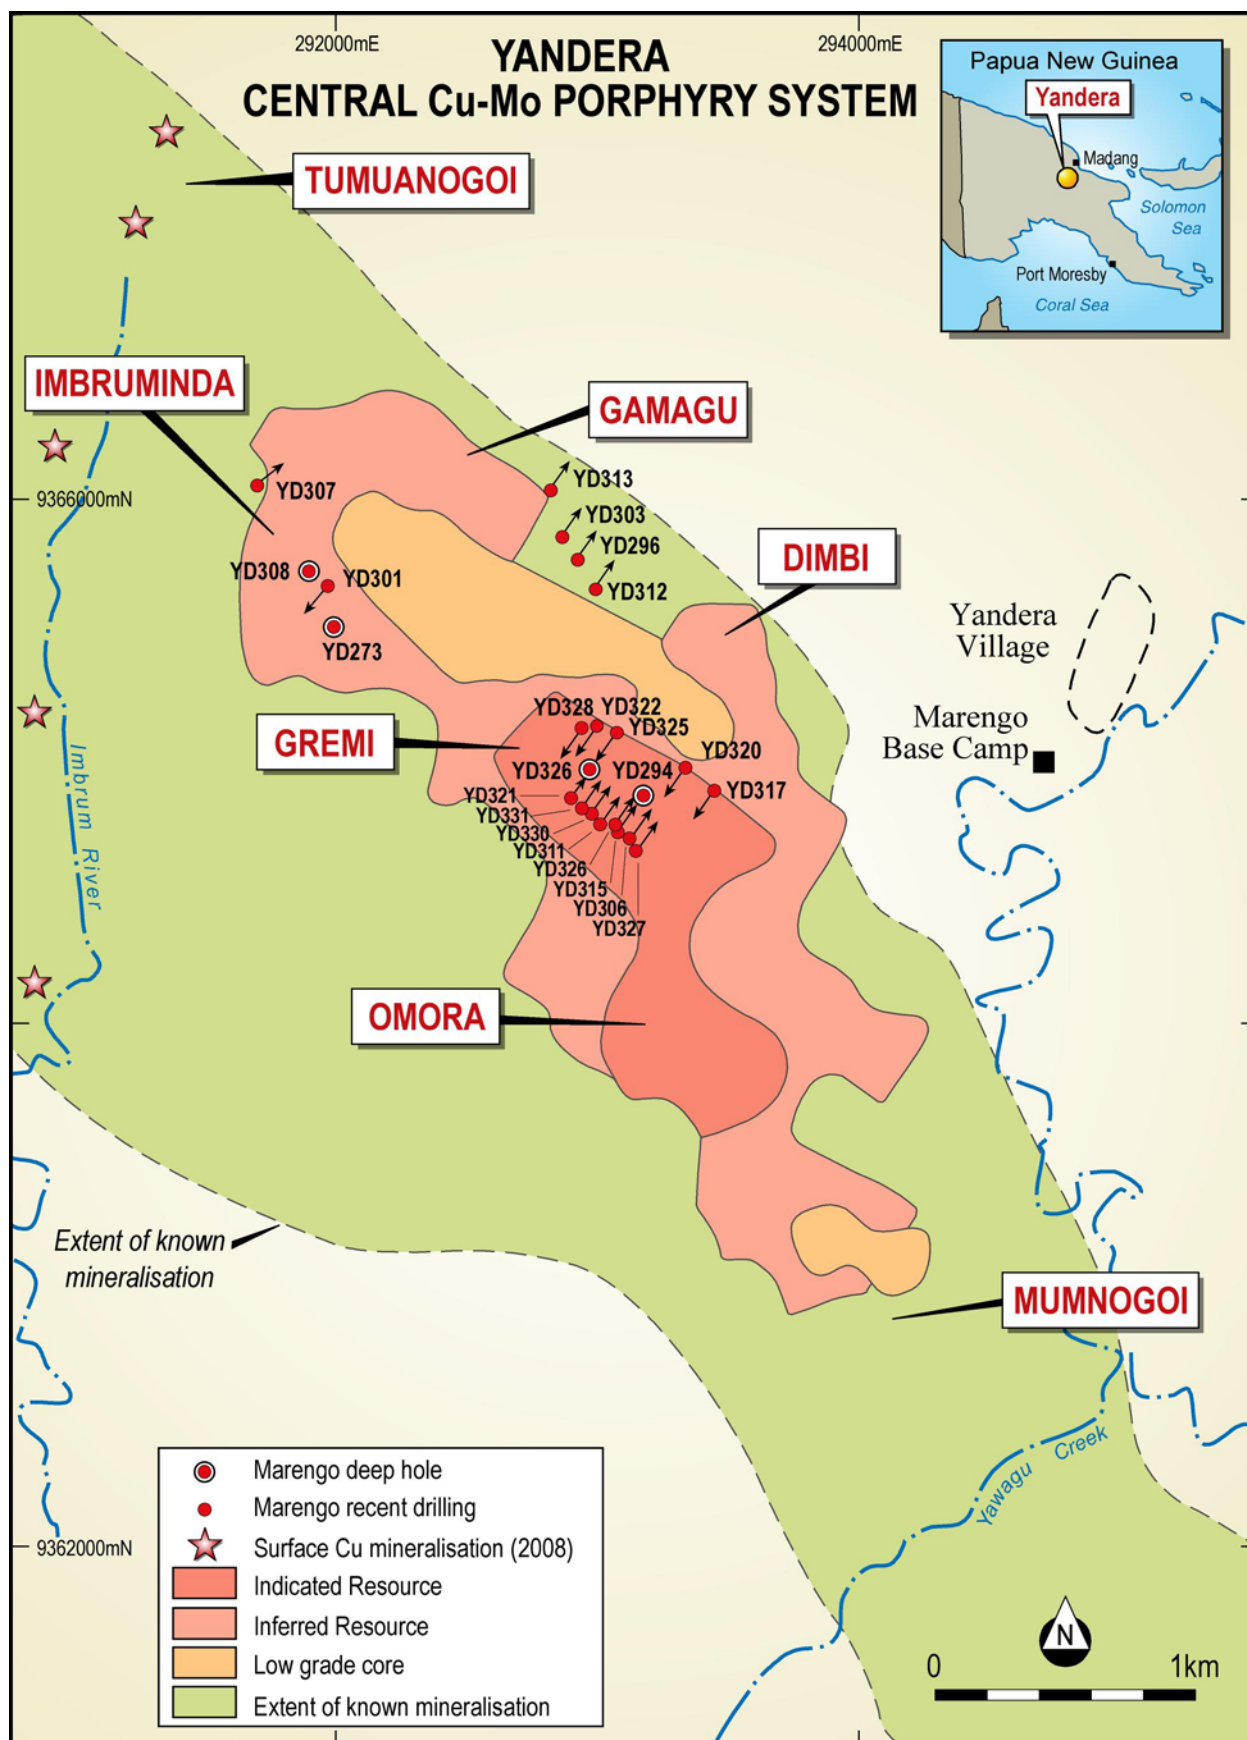 292000mE
294000mE
YANDERA
CENTRAL Cu-Mo PORPHYRY SYSTEM
Papua New Guinea
Yandera
Madang
Solomon
Sea
Port Moresby
Coral Sea
TUMUANOGOI
IMBRUMINDA
GAMAGU
9366000mN
YD307
YD313
YD303
YD296
YD312
DIMBI
YD308
YD301
YD273
Yandera
Village
Marengo
Base Camp
GREMI
YD328
YD322
YD325
YD320
YD326
YD294
YD317
YD321
YD331
YD330
YD311
YD326
YD315
YD306
YD327
Imbrum River
OMORA
Extent of known
mineralisation
MUMNOGOI
Yawagu Creek
9362000mN
Marengo deep hole
Marengo recent drilling
Surface Cu mineralisation (2008)
Indicated Resource
Inferred Resource
Low grade core
Extent of known mineralisation
N
0 1km